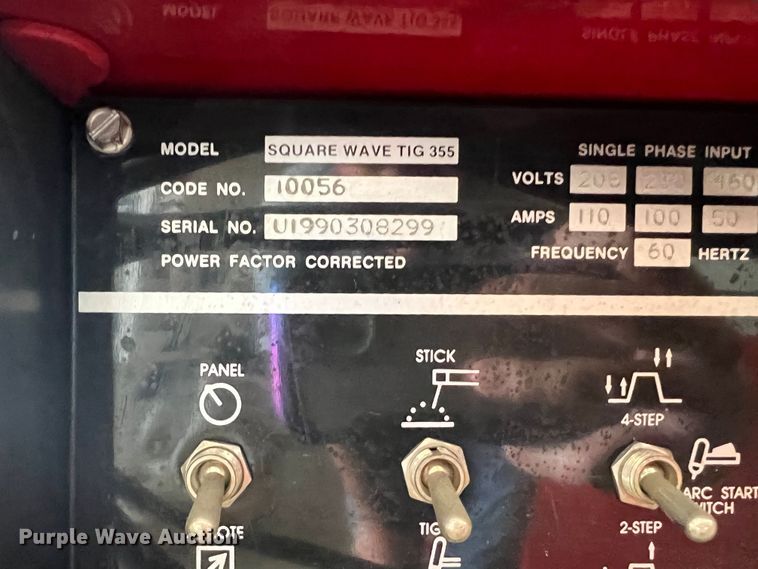 MODEL SQUARE WAVE TIG 355
CODE NO. 10056
SERIAL NO. U1990308299
POWER FACTOR CORRECTED
SINGLE PHASE INPUT
VOLTS 208 230 460
AMPS 110 100 50
FREQUENCY 60 HERTZ
PANEL
STICK
4-STEP
ARC START
TIG
2-STEP
Purple Wave Auction